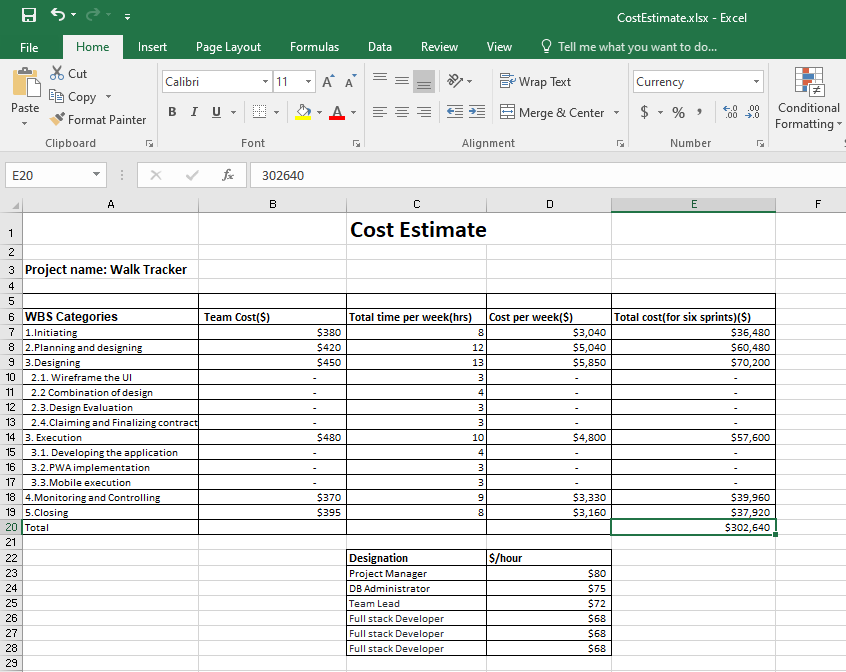 CostEstimate.xlsx - Excel
File Home Insert Page Layout Formulas Data Review View Tell me what you want to do...
Paste Cut Copy Format Painter Clipboard
Calibri 11 A A B I U A Font
Wrap Text Merge & Center Alignment
Currency $ % , .00 .00 Number
Conditional Formatting
E20 fx 302640
A B C D E F
1 Cost Estimate
2
3 Project name: Walk Tracker
4
5
6 WBS Categories Team Cost($) Total time per week(hrs) Cost per week($) Total cost(for six sprints)($)
7 1.Initiating $380 8 $3,040 $36,480
8 2.Planning and designing $420 12 $5,040 $60,480
9 3.Designing $450 13 $5,850 $70,200
10 2.1. Wireframe the UI - 3 - -
11 2.2 Combination of design - 4 - -
12 2.3.Design Evaluation - 3 - -
13 2.4.Claiming and Finalizing contract - 3 - -
14 3. Execution $480 10 $4,800 $57,600
15 3.1. Developing the application - 4 - -
16 3.2.PWA implementation - 3 - -
17 3.3.Mobile execution - 3 - -
18 4.Monitoring and Controlling $370 9 $3,330 $39,960
19 5.Closing $395 8 $3,160 $37,920
20 Total $302,640
21
22 Designation $/hour
23 Project Manager $80
24 DB Administrator $75
25 Team Lead $72
26 Full stack Developer $68
27 Full stack Developer $68
28 Full stack Developer $68
29